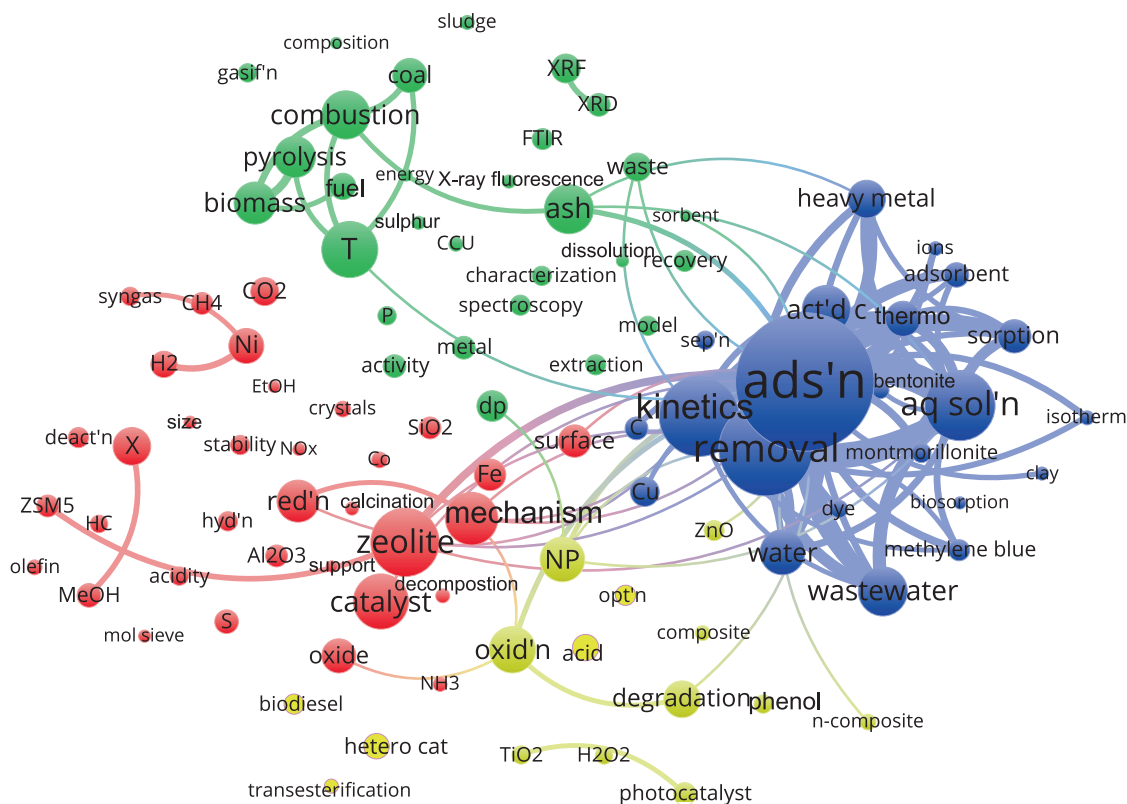 sludge
composition
gasif'n
coal
XRF
XRD
combustion
FTIR
pyrolysis
waste
energy
X-ray fluorescence
fuel
biomass
heavy metal
ash
sorbent
sulphur
T
CCU
dissolution
recovery
ions
adsorbent
characterization
CO2
syngas
CH4
spectroscopy
act'd c
thermo
P
model
sep'n
sorption
Ni
metal
H2
activity
extraction
EtOH
ads'n
bentonite
crystals
dp
kinetics
aq sol'n
isotherm
size
SiO2
C
deact'n
X
stability
NOx
surface
removal
montmorillonite
Co
Fe
clay
ZSM5
red'n
calcination
Cu
biosorption
HC
hyd'n
mechanism
dye
ZnO
zeolite
Al2O3
water
methylene blue
olefin
acidity
support
NP
MeOH
decompostion
catalyst
opt'n
wastewater
S
mol sieve
composite
oxide
oxid'n
acid
NH3
degradation
phenol
biodiesel
n-composite
hetero cat
TiO2
H2O2
transesterification
photocatalyst